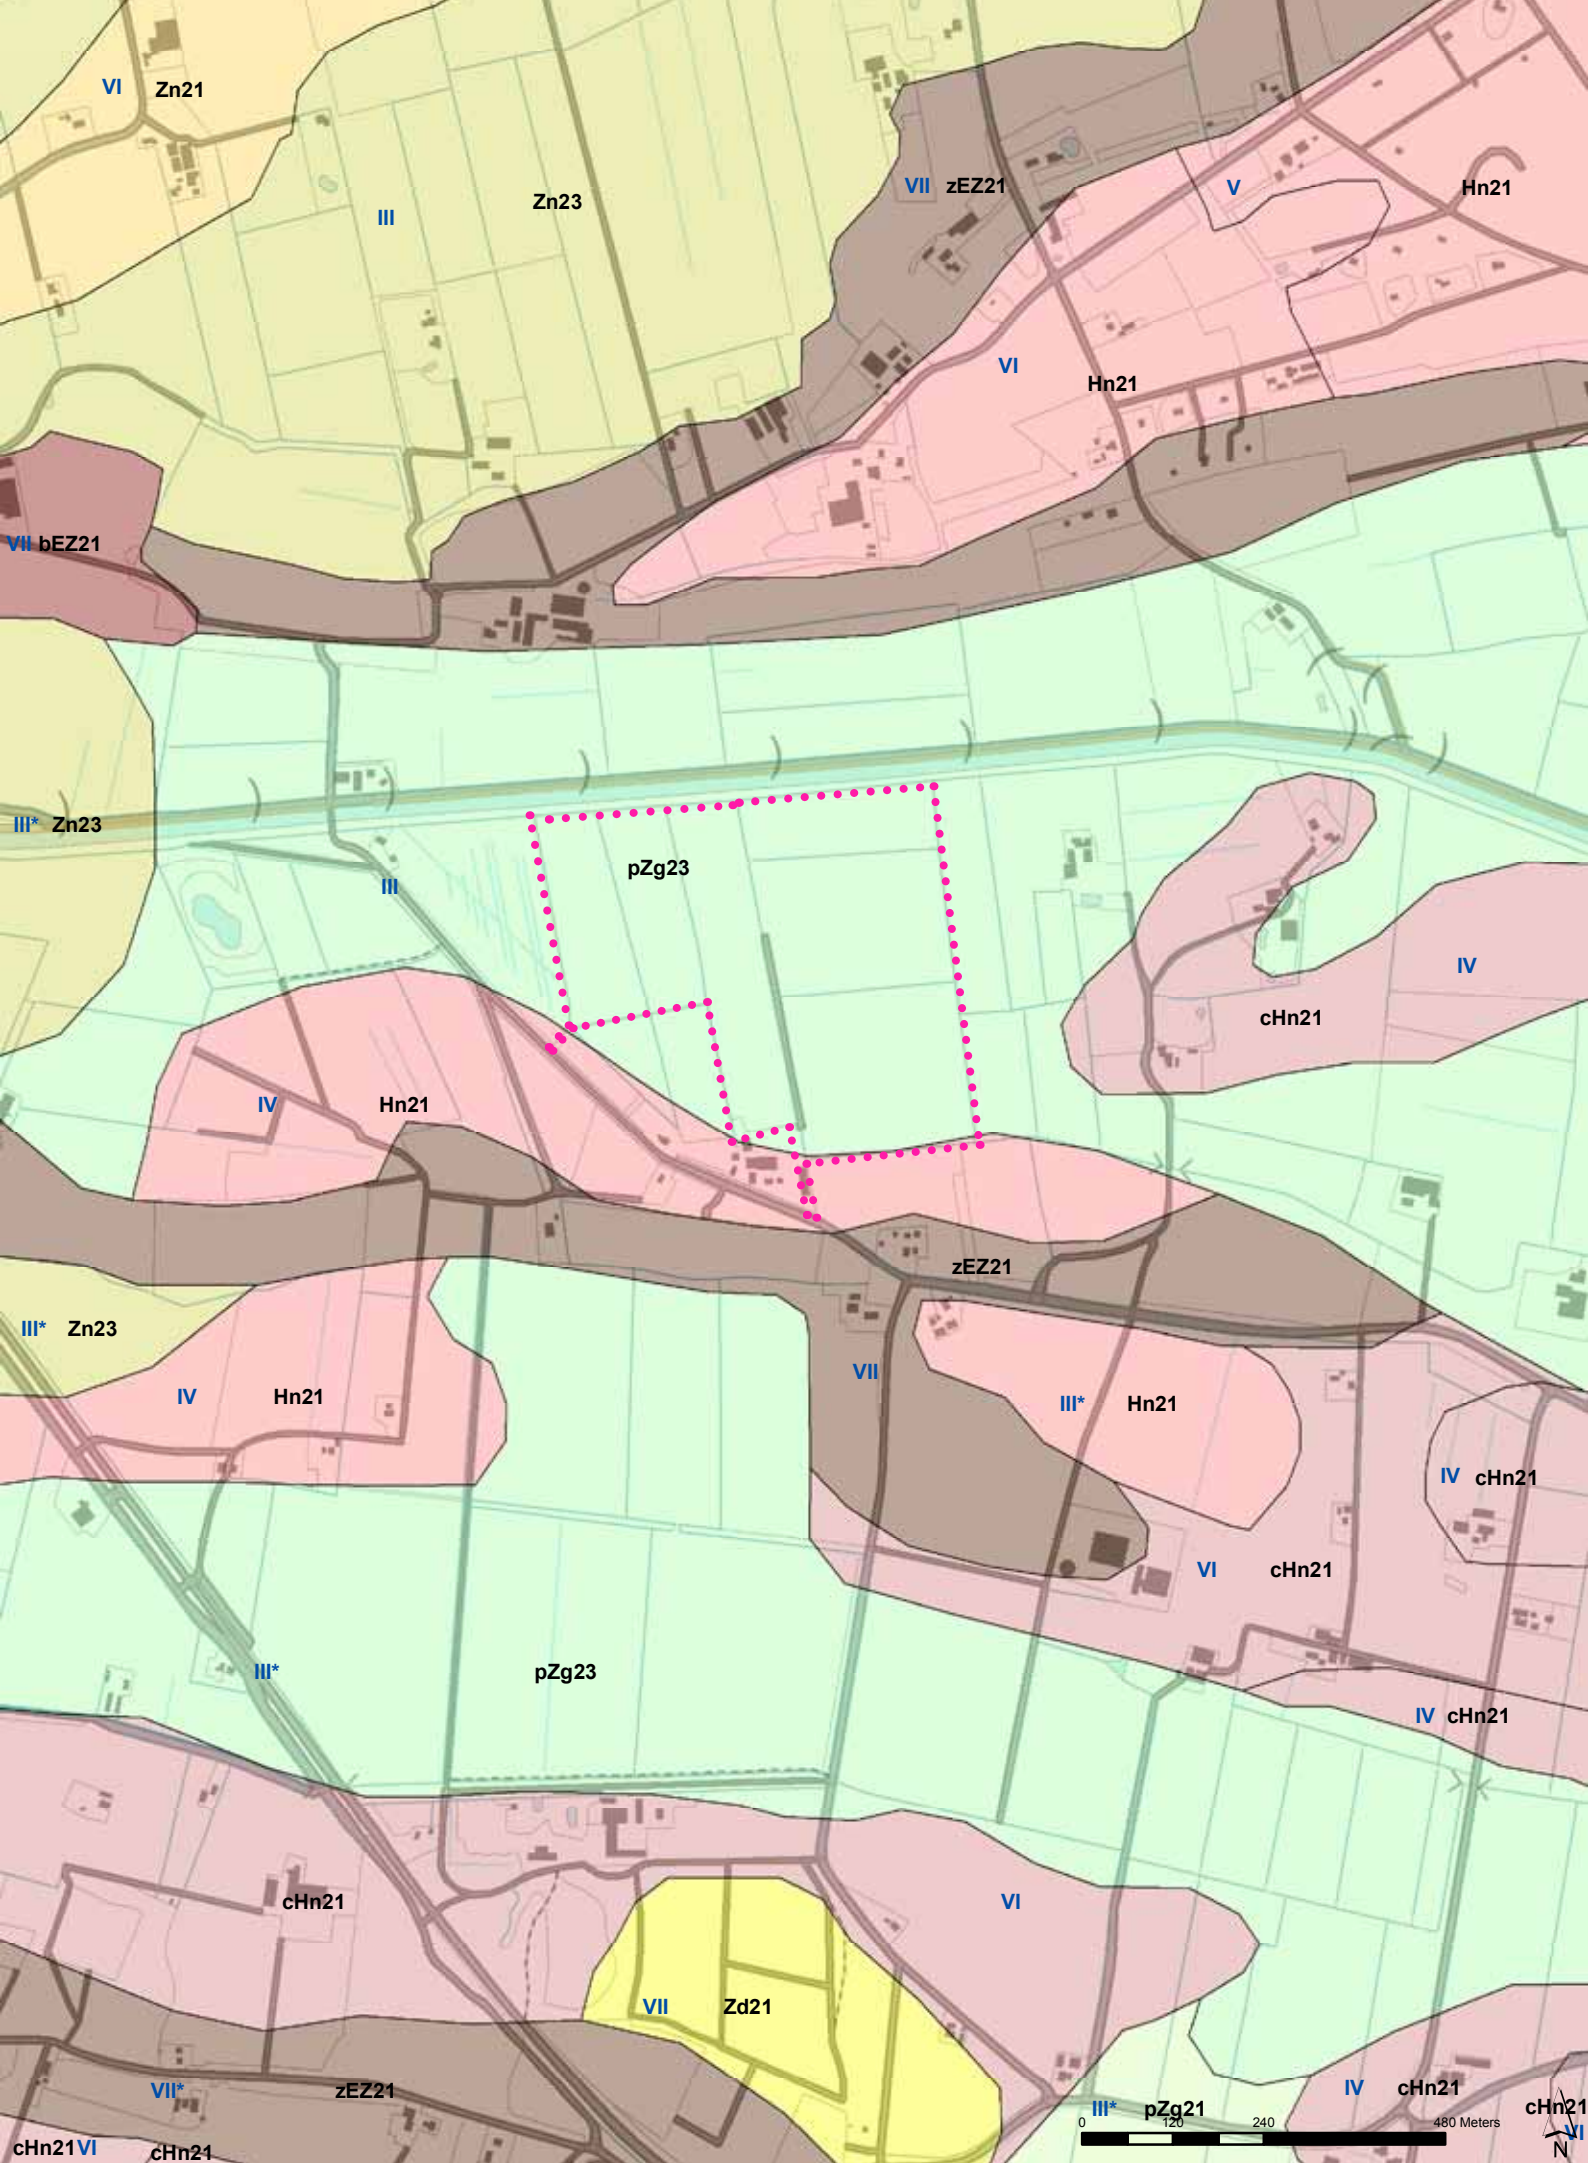 VI Zn21
III
Zn23
VII zEZ21
V
Hn21
VI
Hn21
VII bEZ21
III* Zn23
pZg23
III
IV
cHn21
IV
Hn21
zEZ21
III* Zn23
VII
IV
Hn21
III*
Hn21
IV cHn21
VI
cHn21
III*
pZg23
IV cHn21
cHn21
VI
VII
Zd21
VII*
zEZ21
IV cHn21
III* pZg21
cHn21
0 120 240 480 Meters
VI
cHn21 VI cHn21
N